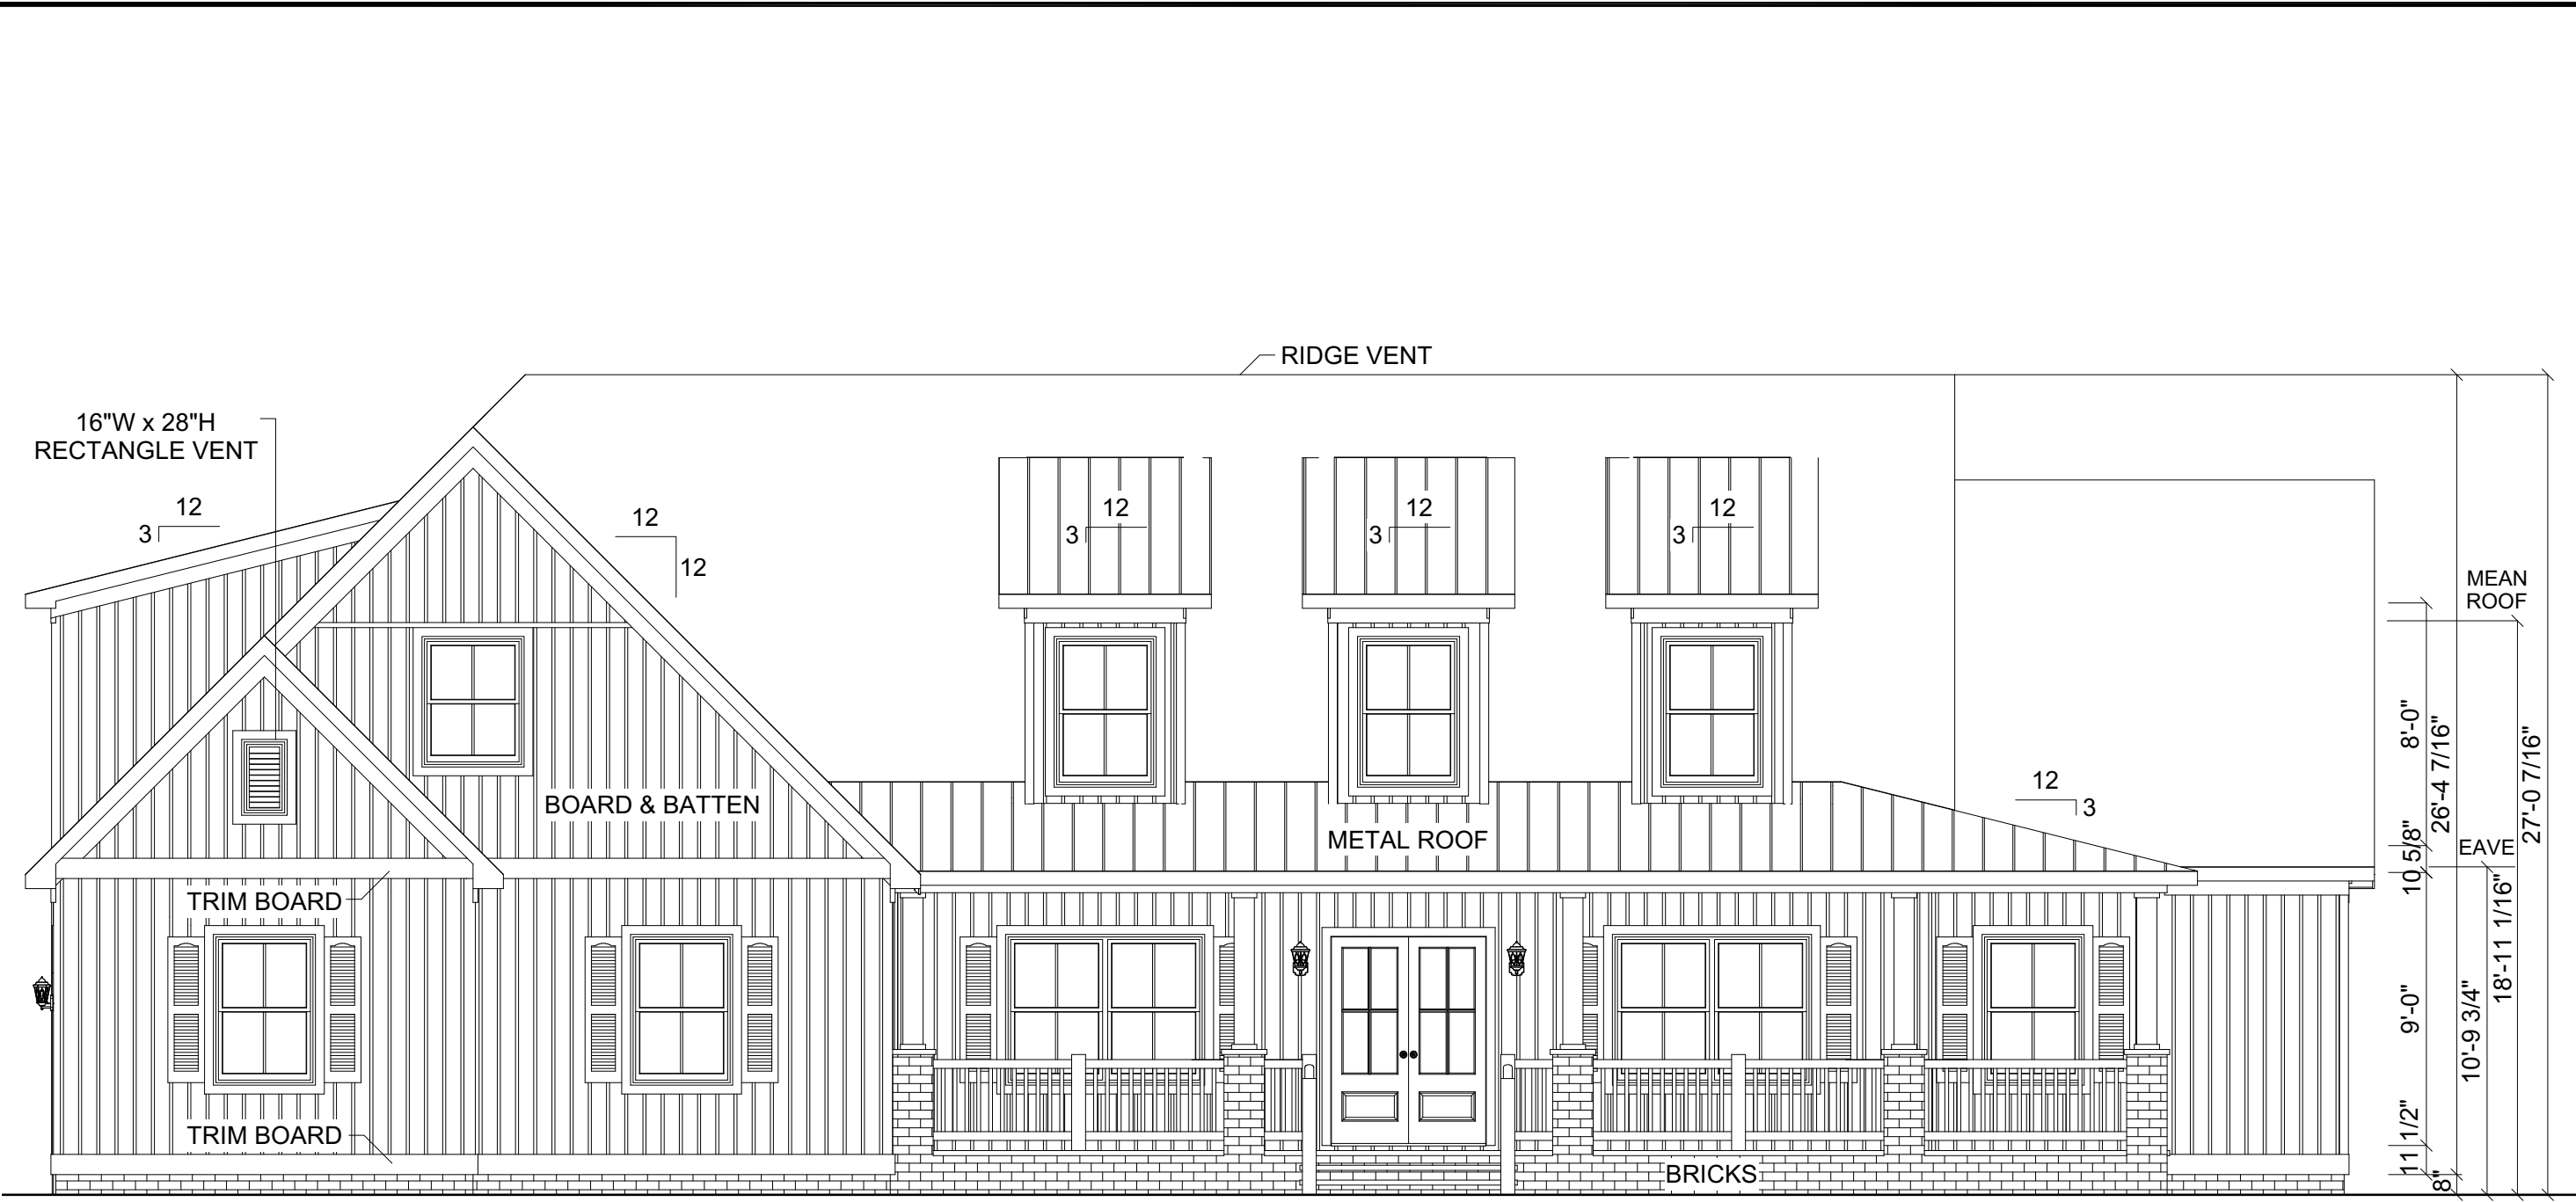 RIDGE VENT
16"W x 28"H
RECTANGLE VENT
12
3
12
12
12
3
12
3
12
3
MEAN
ROOF
12
3
BOARD & BATTEN
METAL ROOF
EAVE
TRIM BOARD
TRIM BOARD
BRICKS
8'-0"
10 5/8"
9'-0"
11 1/2"
8"
26'-4 7/16"
10'-9 3/4"
18'-11 1/16"
27'-0 7/16"